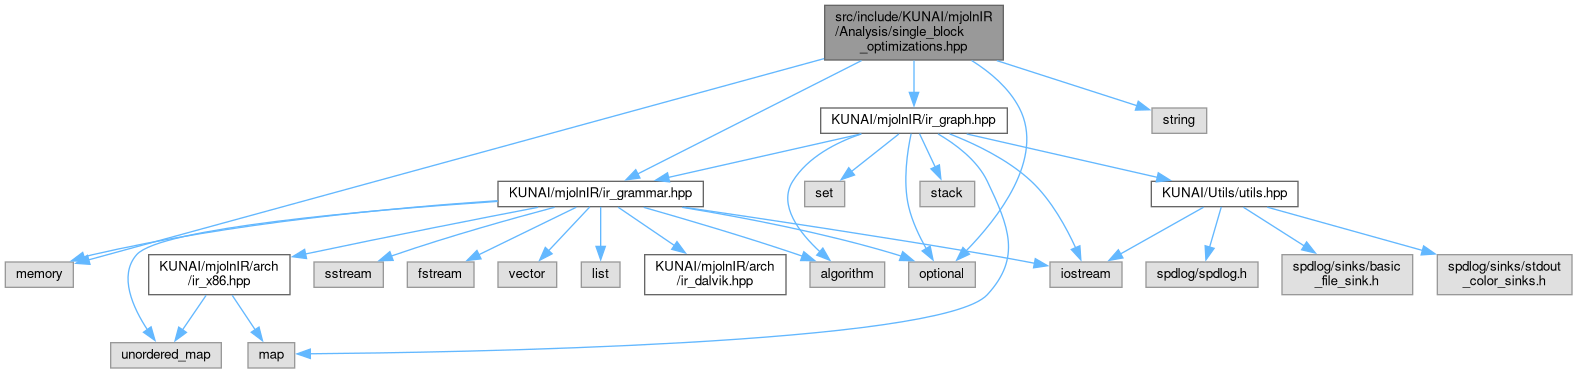 src/include/KUNAI/mjolnIR
/Analysis/single_block
_optimizations.hpp
KUNAI/mjolnIR/ir_graph.hpp
string
KUNAI/mjolnIR/ir_grammar.hpp
set
stack
KUNAI/Utils/utils.hpp
memory
KUNAI/mjolnIR/arch
/ir_x86.hpp
sstream
fstream
vector
list
KUNAI/mjolnIR/arch
/ir_dalvik.hpp
algorithm
optional
iostream
spdlog/spdlog.h
spdlog/sinks/basic
_file_sink.h
spdlog/sinks/stdout
_color_sinks.h
unordered_map
map